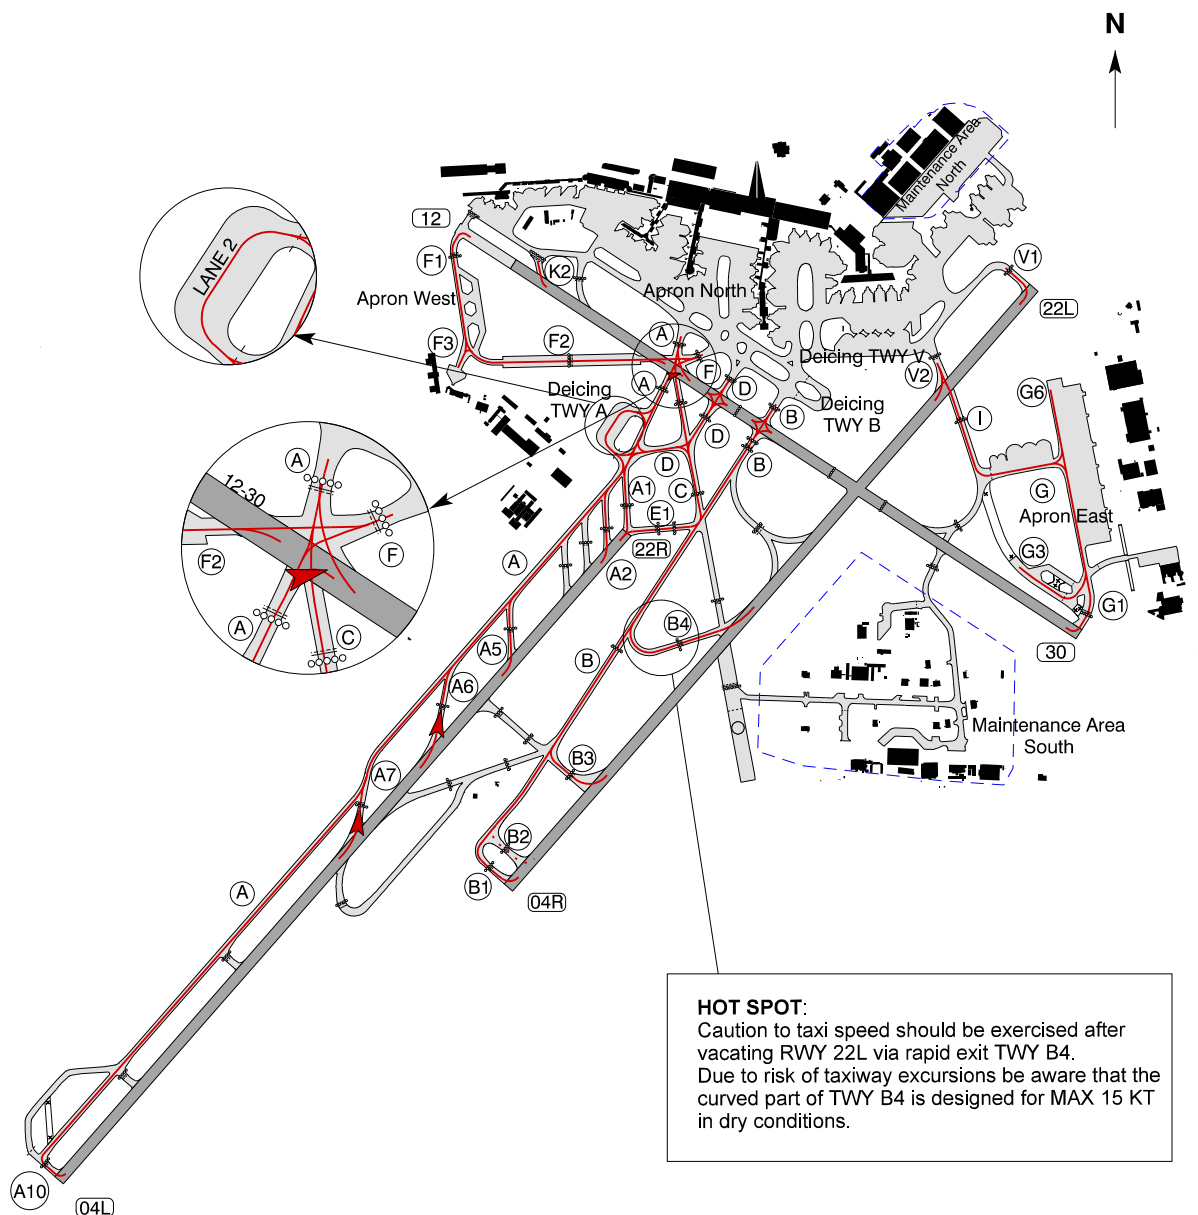 N
Maintenance Area
North
12
F1
K2
V1
LANE 2
Apron West
Apron North
22L
A
F3
F2
F
Deicing TWY V
V2
A
D
Deicing
TWY A
Deicing
TWY B
B
G6
I
D
A
12-30
D
B
A1
C
G
E1
Apron East
F2
F
22R
A
A2
G3
A
C
G1
B4
A5
B
30
A6
Maintenance Area
South
A7
B3
B2
A
B1
04R
HOT SPOT:
Caution to taxi speed should be exercised after
vacating RWY 22L via rapid exit TWY B4.
Due to risk of taxiway excursions be aware that the
curved part of TWY B4 is designed for MAX 15 KT
in dry conditions.
A10
04L